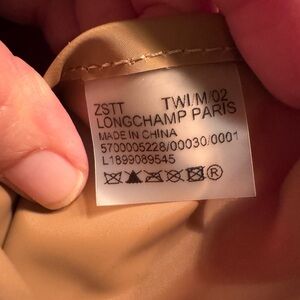 ZSTT TWI/M/02
LONGCHAMP PARIS
MADE IN CHINA
5700005228/00030/0001
L1899089545
®